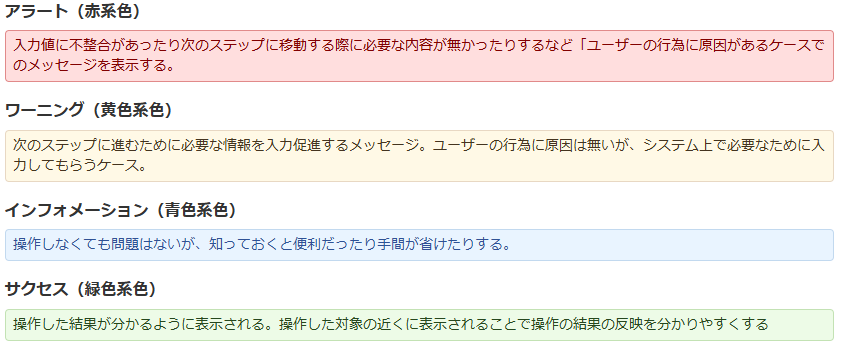 アラート（赤系色）
入力値に不整合があったり次のステップに移動する際に必要な内容が無かったりするなど「ユーザーの行為に原因があるケースで
のメッセージを表示する。
ワーニング（黄色系色）
次のステップに進むために必要な情報を入力促進するメッセージ。ユーザーの行為に原因は無いが、システム上で必要なために入
力してもらうケース。
インフォメーション（青色系色）
操作しなくても問題はないが、知っておくと便利だったり手間が省けたりする。
サクセス（緑色系色）
操作した結果が分かるように表示される。操作した対象の近くに表示されることで操作の結果の反映を分かりやすくする